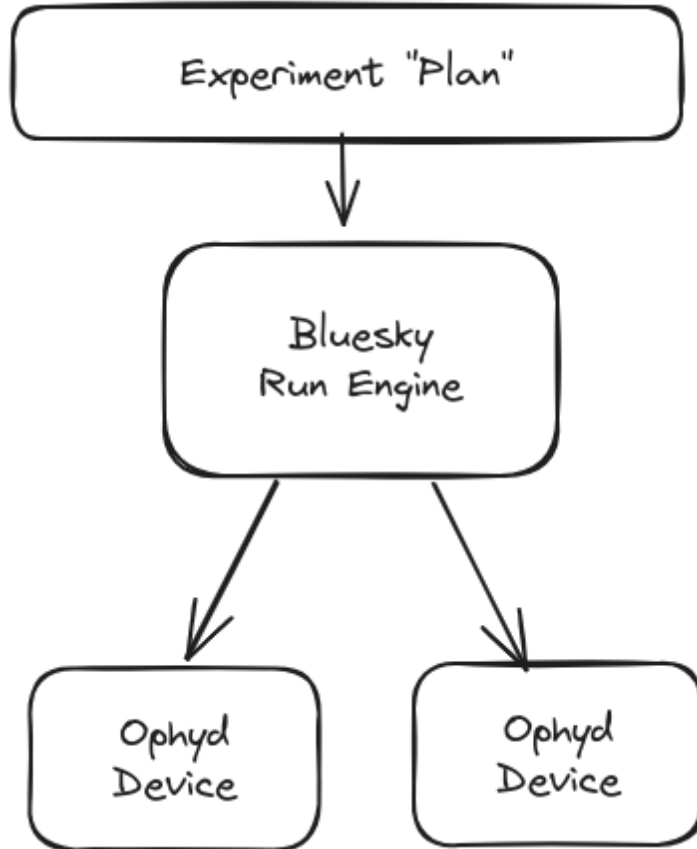 Experiment "Plan"
Bluesky
Run Engine
Ophyd
Device
Ophyd
Device